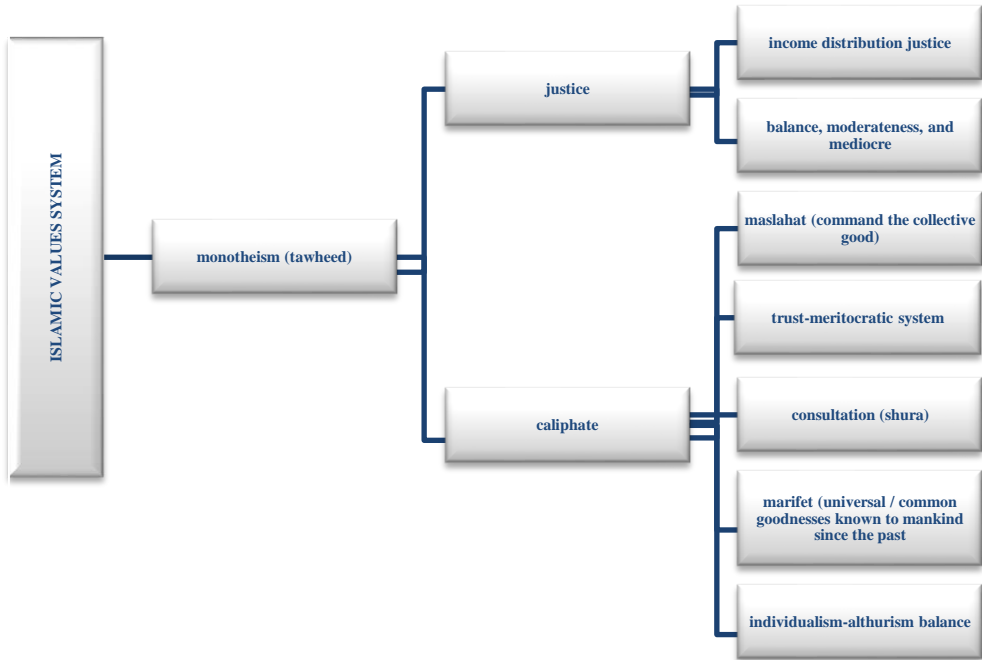 ISLAMIC VALUES SYSTEM
monotheism (tawheed)
justice
income distribution justice
balance, moderateness, and
mediocre
caliphate
maslahat (command the collective
good)
trust-meritocratic system
consultation (shura)
marifet (universal / common
goodnesses known to mankind
since the past
individualism-althurism balance